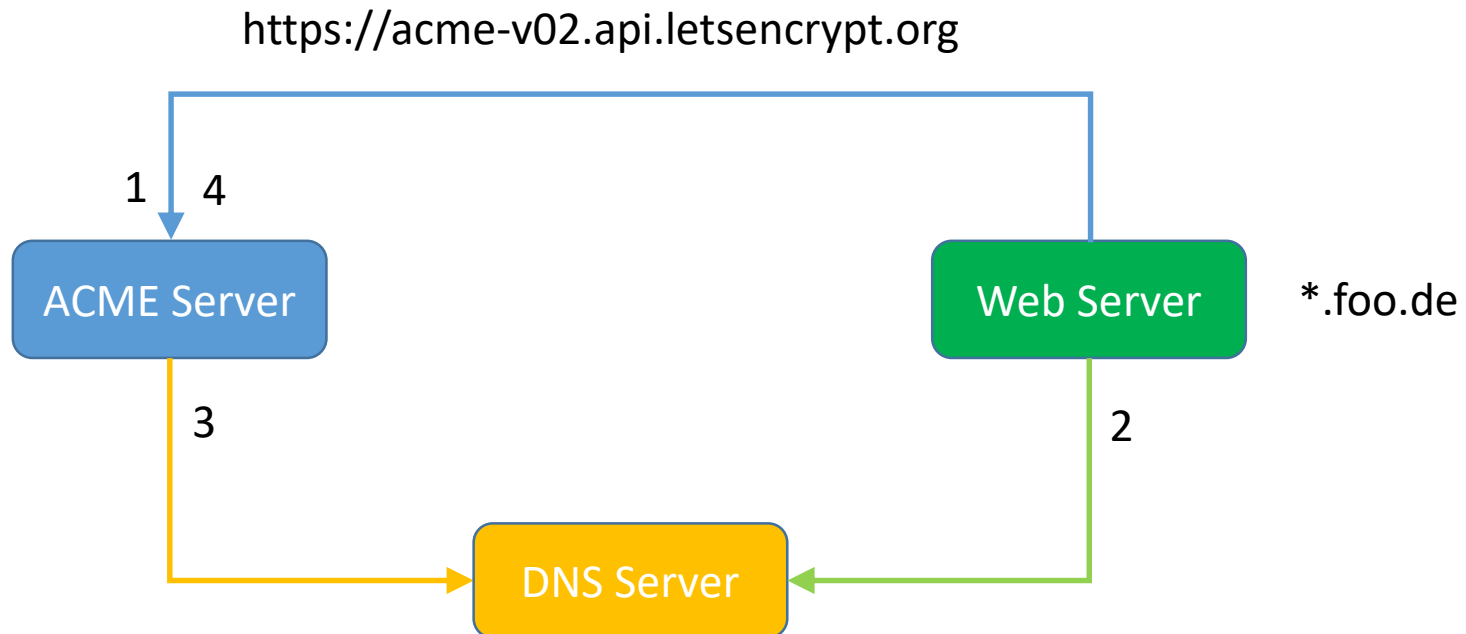 https://acme-v02.api.letsencrypt.org
1 4
ACME Server
Web Server
*.foo.de
3
2
DNS Server